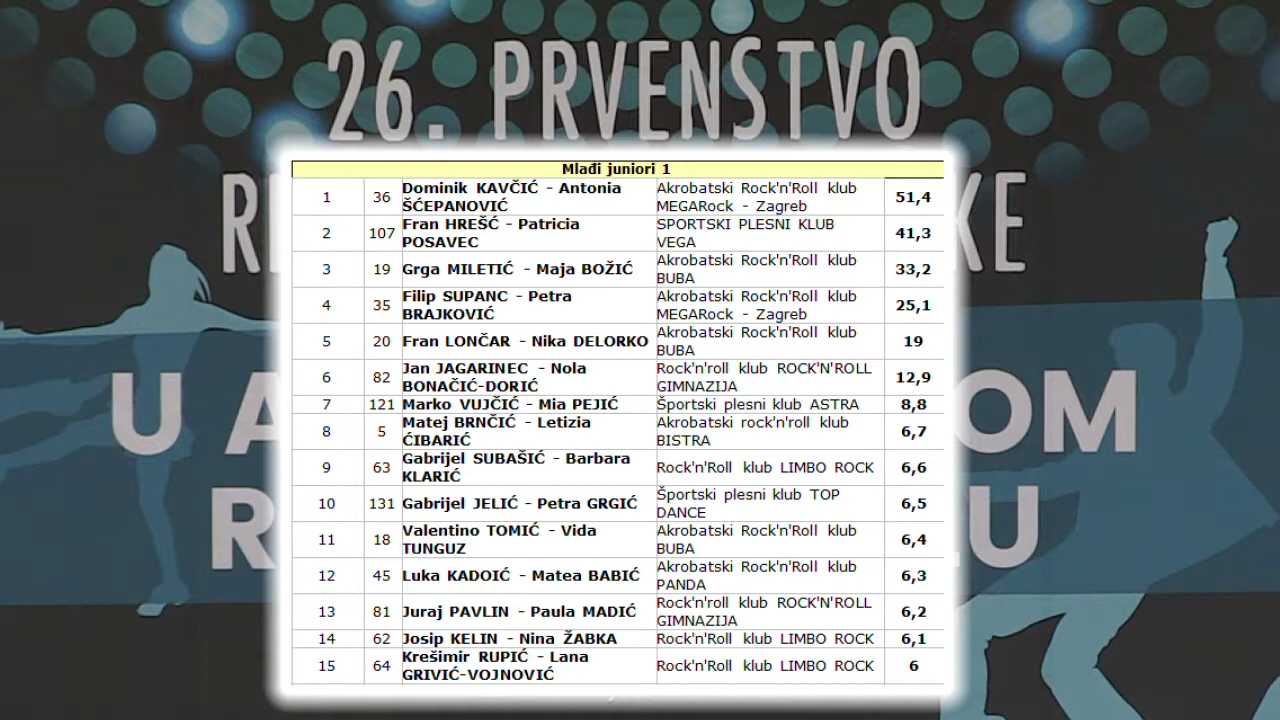 26. PRVENSTVO
R
KE
U A
OM
R
U
Mlađi juniori 1
1 36 Dominik KAVČIĆ - Antonia ŠĆEPANOVIĆ Akrobatski Rock'n'Roll klub MEGARock - Zagreb 51,4
2 107 Fran HREŠĆ - Patricia POSAVEC SPORTSKI PLESNI KLUB VEGA 41,3
3 19 Grga MILETIĆ - Maja BOŽIĆ Akrobatski Rock'n'Roll klub BUBA 33,2
4 35 Filip SUPANC - Petra BRAJKOVIĆ Akrobatski Rock'n'Roll klub MEGARock - Zagreb 25,1
5 20 Fran LONČAR - Nika DELORKO Akrobatski Rock'n'Roll klub BUBA 19
6 82 Jan JAGARINEC - Nola BONAČIĆ-DORIĆ Rock'n'roll klub ROCK'N'ROLL GIMNAZIJA 12,9
7 121 Marko VUJČIĆ - Mia PEJIĆ Športski plesni klub ASTRA 8,8
8 5 Matej BRNČIĆ - Letizia ĆIBARIĆ Akrobatski rock'n'roll klub BISTRA 6,7
9 63 Gabrijel SUBAŠIĆ - Barbara KLARIĆ Rock'n'Roll klub LIMBO ROCK 6,6
10 131 Gabrijel JELIĆ - Petra GRGIĆ Športski plesni klub TOP DANCE 6,5
11 18 Valentino TOMIĆ - Vida TUNGUZ Akrobatski Rock'n'Roll klub BUBA 6,4
12 45 Luka KADOIĆ - Matea BABIĆ Akrobatski Rock'n'Roll klub PANDA 6,3
13 81 Juraj PAVLIN - Paula MADIĆ Rock'n'roll klub ROCK'N'ROLL GIMNAZIJA 6,2
14 62 Josip KELIN - Nina ŽABKA Rock'n'Roll klub LIMBO ROCK 6,1
15 64 Krešimir RUPIĆ - Lana GRIVIĆ-VOJNOVIĆ Rock'n'Roll klub LIMBO ROCK 6